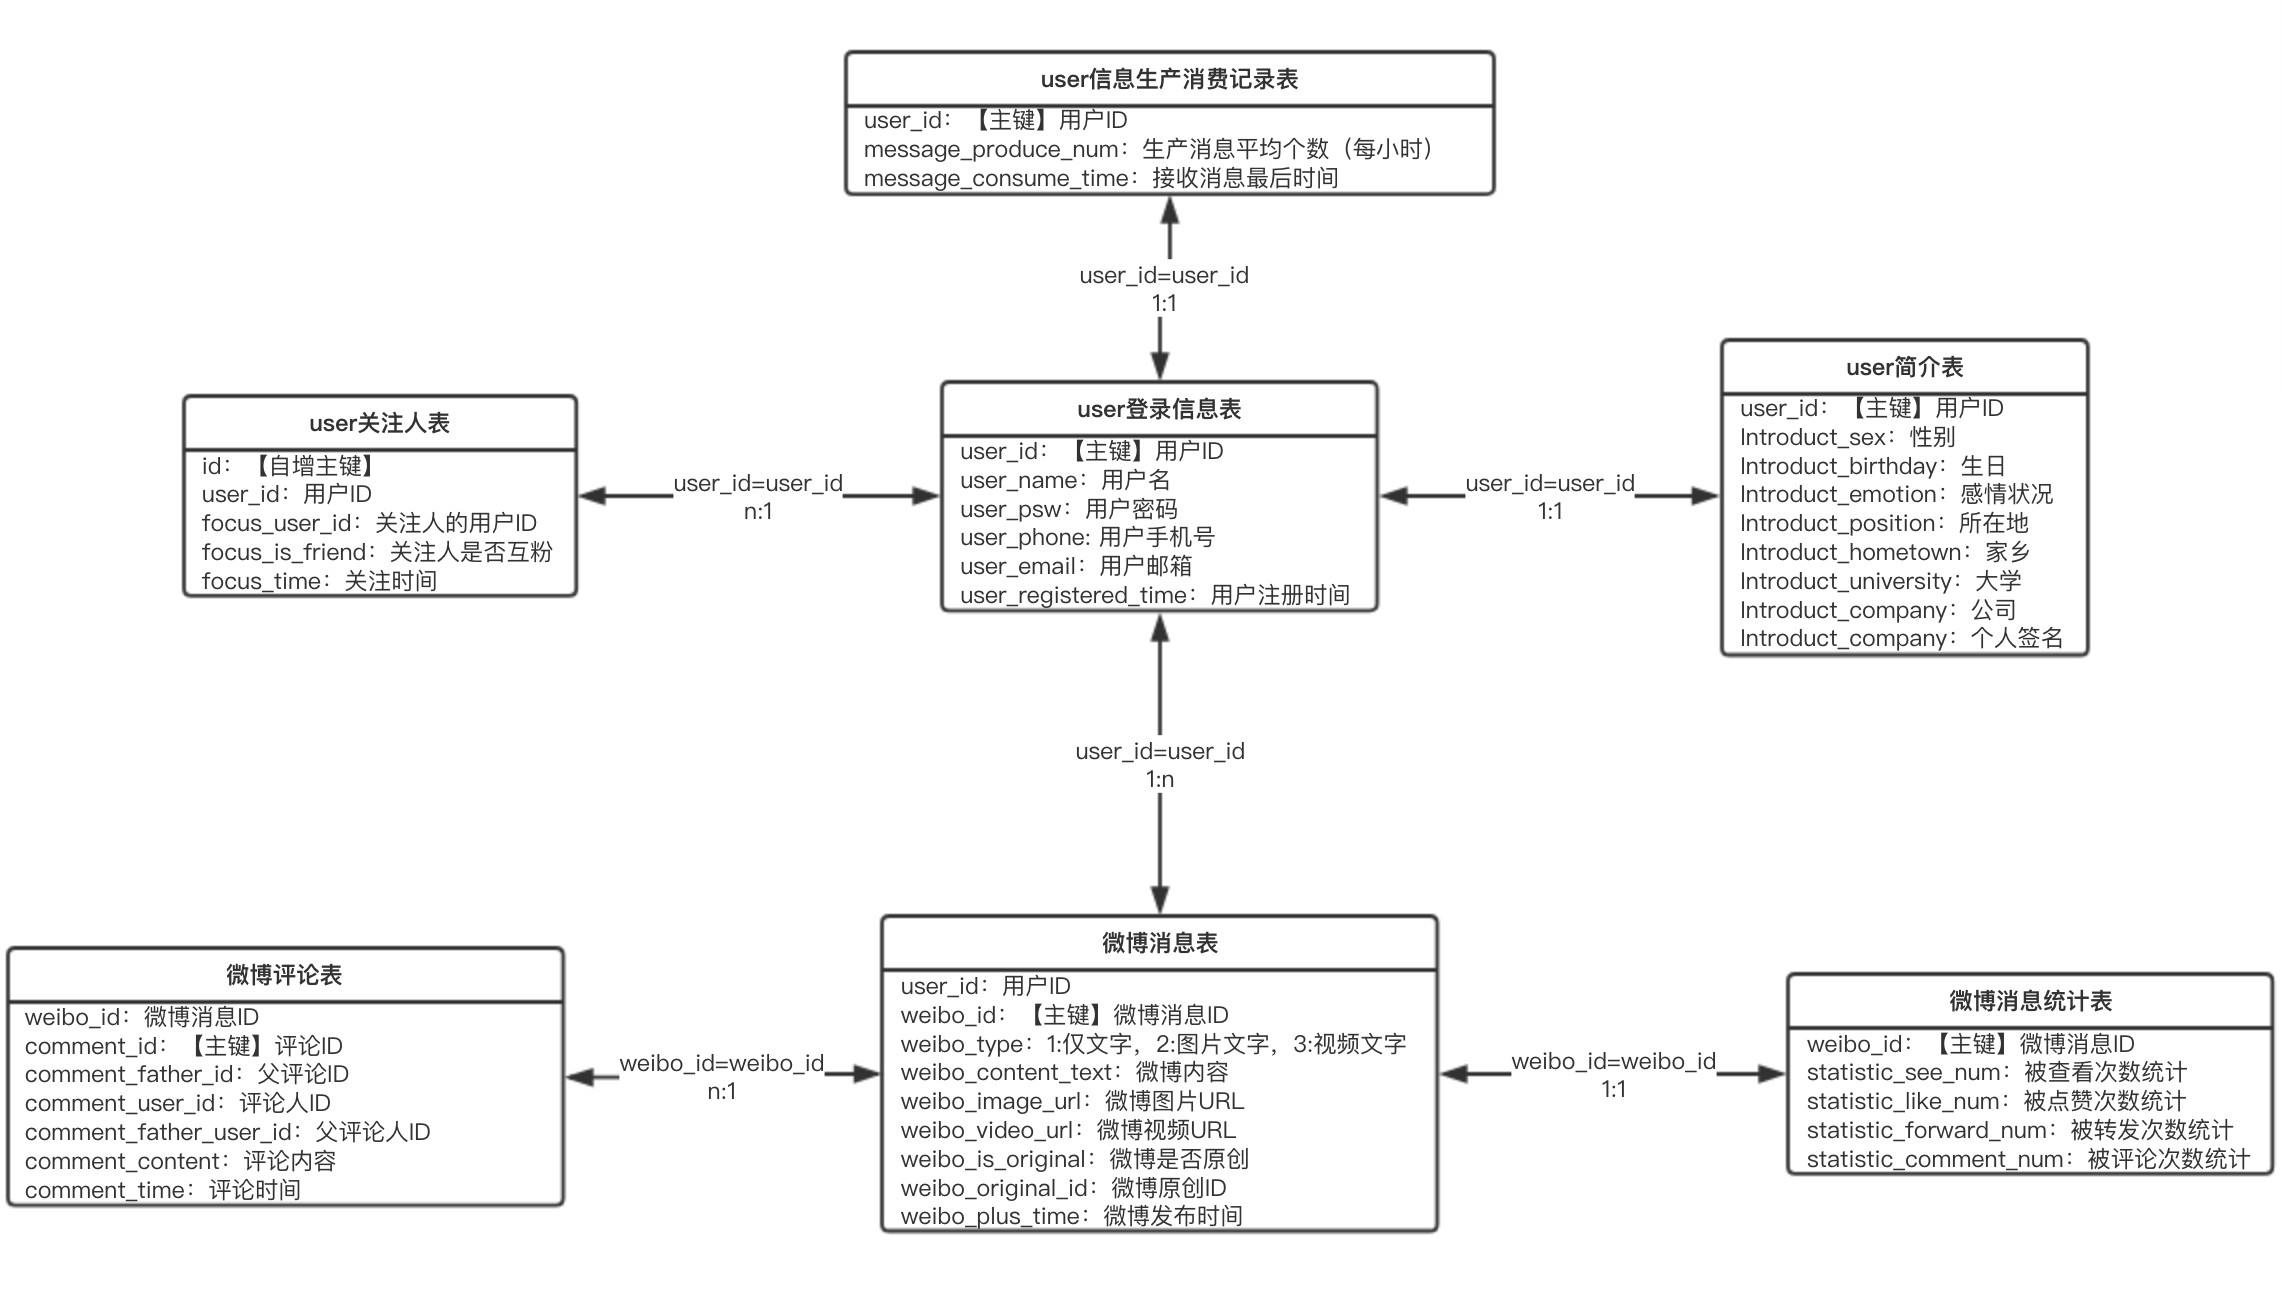 user信息生产消费记录表
user_id：【主键】用户ID
message_produce_num：生产消息平均个数（每小时）
message_consume_time：接收消息最后时间
user_id=user_id
1:1
user关注人表
id：【自增主键】
user_id：用户ID
focus_user_id：关注人的用户ID
focus_is_friend：关注人是否互粉
focus_time：关注时间
user_id=user_id
n:1
user登录信息表
user_id：【主键】用户ID
user_name：用户名
user_psw：用户密码
user_phone: 用户手机号
user_email：用户邮箱
user_registered_time：用户注册时间
user_id=user_id
1:1
user简介表
user_id：【主键】用户ID
Introduct_sex：性别
Introduct_birthday：生日
Introduct_emotion：感情状况
Introduct_position：所在地
Introduct_hometown：家乡
Introduct_university：大学
Introduct_company：公司
Introduct_company：个人签名
user_id=user_id
1:n
微博评论表
weibo_id：微博消息ID
comment_id：【主键】评论ID
comment_father_id：父评论ID
comment_user_id：评论人ID
comment_father_user_id：父评论人ID
comment_content：评论内容
comment_time：评论时间
weibo_id=weibo_id
n:1
微博消息表
user_id：用户ID
weibo_id：【主键】微博消息ID
weibo_type：1:仅文字，2:图片文字，3:视频文字
weibo_content_text：微博内容
weibo_image_url：微博图片URL
weibo_video_url：微博视频URL
weibo_is_original：微博是否原创
weibo_original_id：微博原创ID
weibo_plus_time：微博发布时间
weibo_id=weibo_id
1:1
微博消息统计表
weibo_id：【主键】微博消息ID
statistic_see_num：被查看次数统计
statistic_like_num：被点赞次数统计
statistic_forward_num：被转发次数统计
statistic_comment_num：被评论次数统计